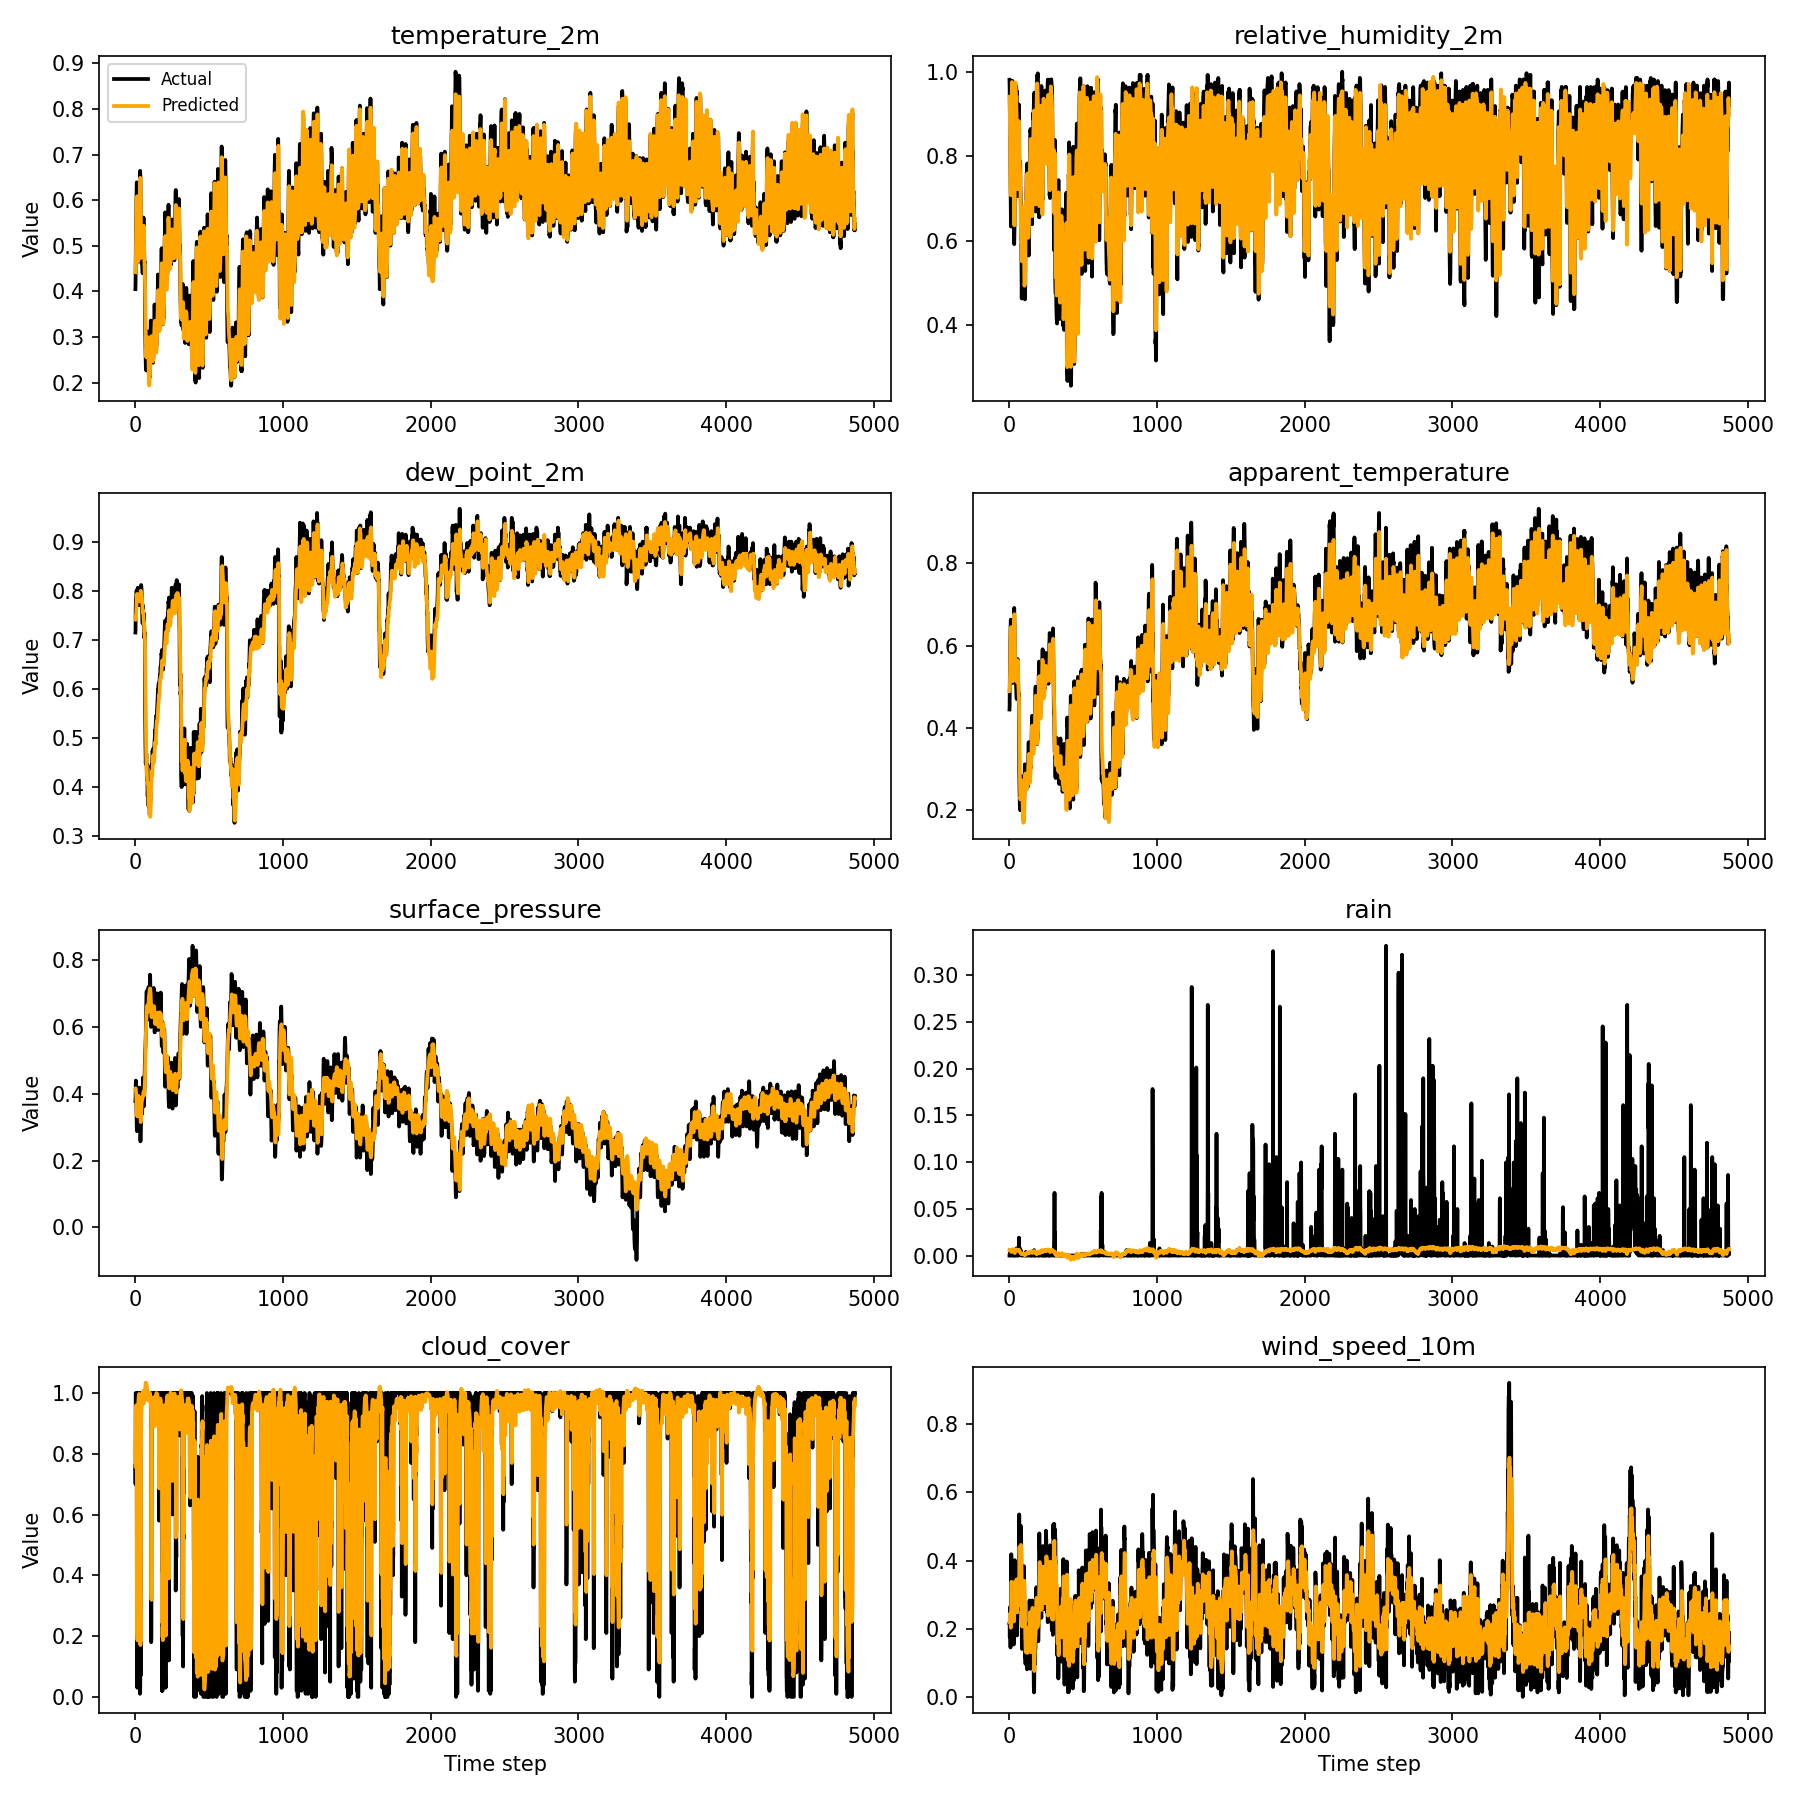 temperature_2m
Value
0.9
0.8
0.7
0.6
0.5
0.4
0.3
0.2
Actual
Predicted
0 1000 2000 3000 4000 5000
relative_humidity_2m
1.0
0.8
0.6
0.4
0 1000 2000 3000 4000 5000
dew_point_2m
Value
0.9
0.8
0.7
0.6
0.5
0.4
0.3
0 1000 2000 3000 4000 5000
apparent_temperature
0.8
0.6
0.4
0.2
0 1000 2000 3000 4000 5000
surface_pressure
Value
0.8
0.6
0.4
0.2
0.0
0 1000 2000 3000 4000 5000
rain
0.30
0.25
0.20
0.15
0.10
0.05
0.00
0 1000 2000 3000 4000 5000
cloud_cover
Value
1.0
0.8
0.6
0.4
0.2
0.0
0 1000 2000 3000 4000 5000
Time step
wind_speed_10m
0.8
0.6
0.4
0.2
0.0
0 1000 2000 3000 4000 5000
Time step